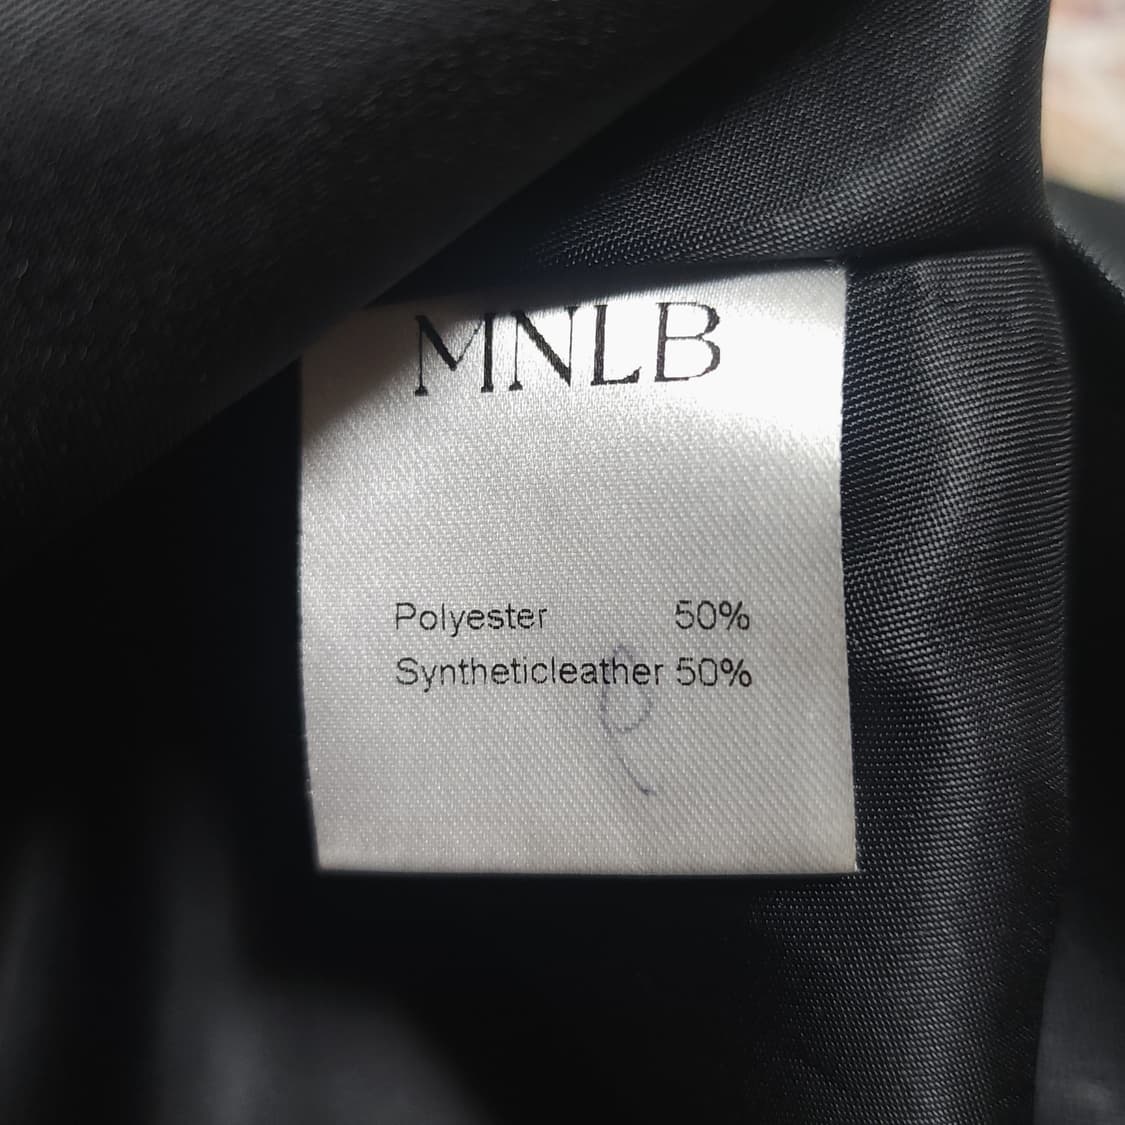 MNLB
Polyester 50%
Syntheticleather 50%